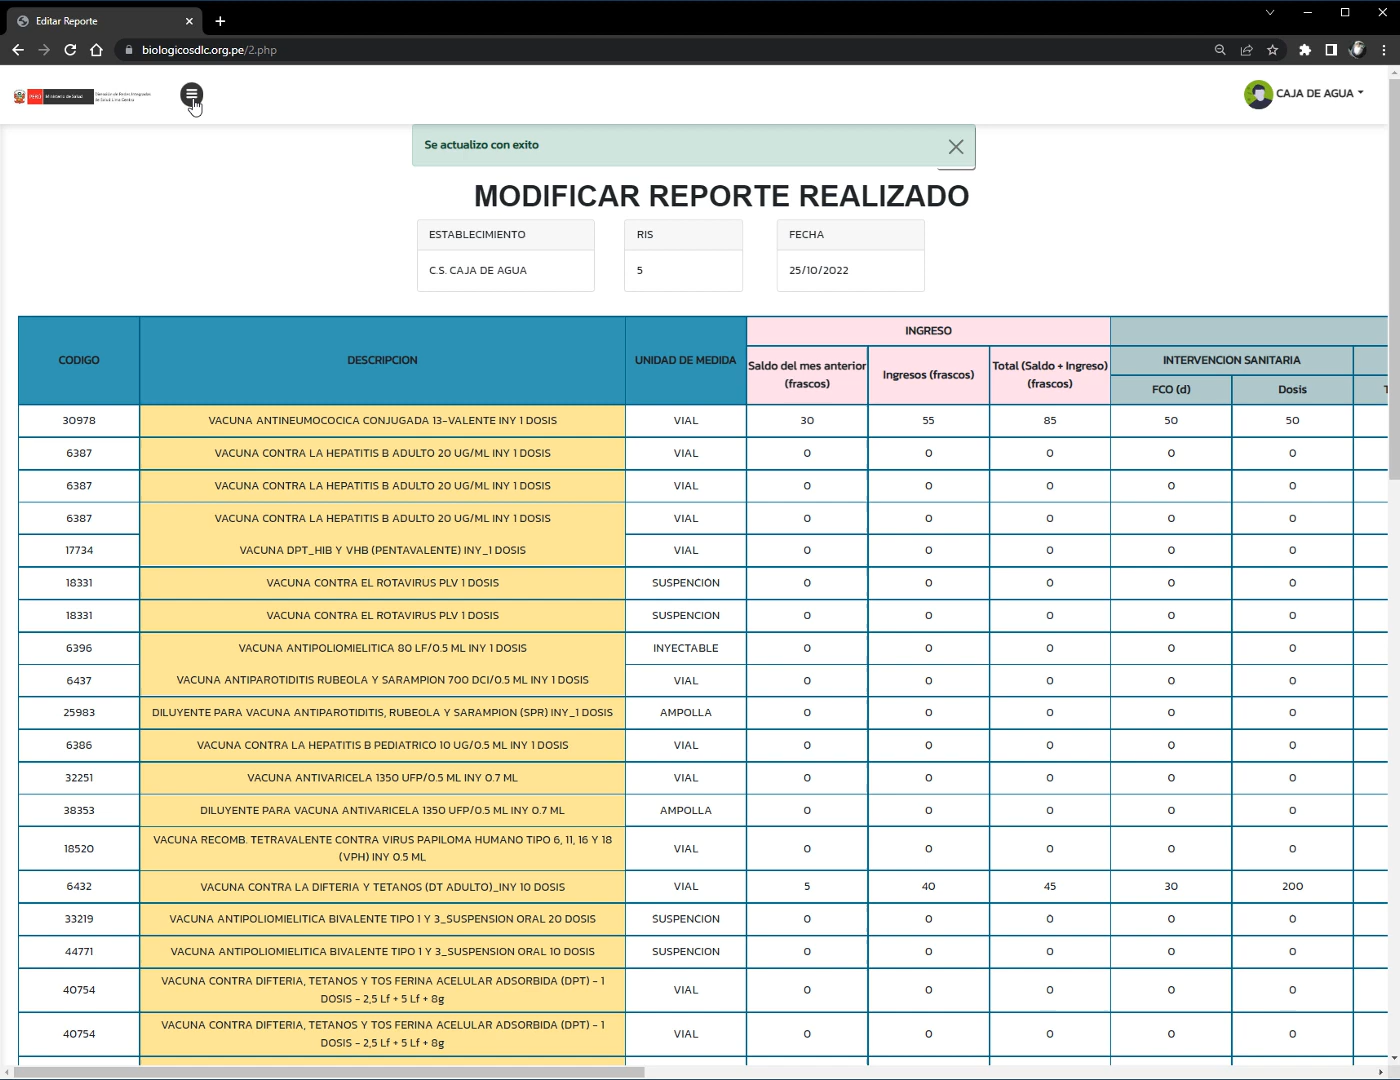 Editar Reporte
biologicosdlc.org.pe/2.php
PERÚ Ministerio de Salud
CAJA DE AGUA
Se actualizo con exito
MODIFICAR REPORTE REALIZADO
ESTABLECIMIENTO RIS FECHA
C.S. CAJA DE AGUA 5 25/10/2022
INGRESO
CODIGO DESCRIPCION UNIDAD DE MEDIDA Saldo del mes anterior (frascos) Ingresos (frascos) Total (Saldo + Ingreso) (frascos) INTERVENCION SANITARIA
FCO (d) Dosis
30978 VACUNA ANTINEUMOCOCICA CONJUGADA 13-VALENTE INY 1 DOSIS VIAL 30 55 85 50 50
6387 VACUNA CONTRA LA HEPATITIS B ADULTO 20 UG/ML INY 1 DOSIS VIAL 0 0 0 0 0
6387 VACUNA CONTRA LA HEPATITIS B ADULTO 20 UG/ML INY 1 DOSIS VIAL 0 0 0 0 0
6387 VACUNA CONTRA LA HEPATITIS B ADULTO 20 UG/ML INY 1 DOSIS VIAL 0 0 0 0 0
17734 VACUNA DPT_HIB Y VHB (PENTAVALENTE) INY_1 DOSIS VIAL 0 0 0 0 0
18331 VACUNA CONTRA EL ROTAVIRUS PLV 1 DOSIS SUSPENCIÓN 0 0 0 0 0
18331 VACUNA CONTRA EL ROTAVIRUS PLV 1 DOSIS SUSPENCION 0 0 0 0 0
6396 VACUNA ANTIPOLIOMIELITICA 80 LF/0.5 ML INY 1 DOSIS INYECTABLE 0 0 0 0 0
6437 VACUNA ANTIPAROTIDITIS RUBEOLA Y SARAMPION 700 DCI/0.5 ML INY 1 DOSIS VIAL 0 0 0 0 0
25983 DILUYENTE PARA VACUNA ANTIPAROTIDITIS, RUBEOLA Y SARAMPION (SPR) INY_1 DOSIS AMPOLLA 0 0 0 0 0
6386 VACUNA CONTRA LA HEPATITIS B PEDIATRICO 10 UG/0.5 ML INY 1 DOSIS VIAL 0 0 0 0 0
32251 VACUNA ANTIVARICELA 1350 UFP/0.5 ML INY 0.7 ML VIAL 0 0 0 0 0
38353 DILUYENTE PARA VACUNA ANTIVARICELA 1350 UFP/0.5 ML INY 0.7 ML AMPOLLA 0 0 0 0 0
18520 VACUNA RECOMB. TETRAVALENTE CONTRA VIRUS PAPILOMA HUMANO TIPO 6, 11, 16 Y 18 (VPH) INY 0.5 ML VIAL 0 0 0 0 0
6432 VACUNA CONTRA LA DIFTERIA Y TETANOS (DT ADULTO)_INY 10 DOSIS VIAL 5 40 45 30 200
33219 VACUNA ANTIPOLIOMIELITICA BIVALENTE TIPO 1 Y 3_SUSPENSION ORAL 20 DOSIS SUSPENCION 0 0 0 0 0
44771 VACUNA ANTIPOLIOMIELITICA BIVALENTE TIPO 1 Y 3_SUSPENSION ORAL 10 DOSIS SUSPENCION 0 0 0 0 0
40754 VACUNA CONTRA DIFTERIA, TETANOS Y TOS FERINA ACELULAR ADSORBIDA (DPT) - 1 DOSIS - 2,5 Lf + 5 Lf + 8g VIAL 0 0 0 0 0
40754 VACUNA CONTRA DIFTERIA, TETANOS Y TOS FERINA ACELULAR ADSORBIDA (DPT) - 1 DOSIS - 2,5 Lf + 5 Lf + 8g VIAL 0 0 0 0 0